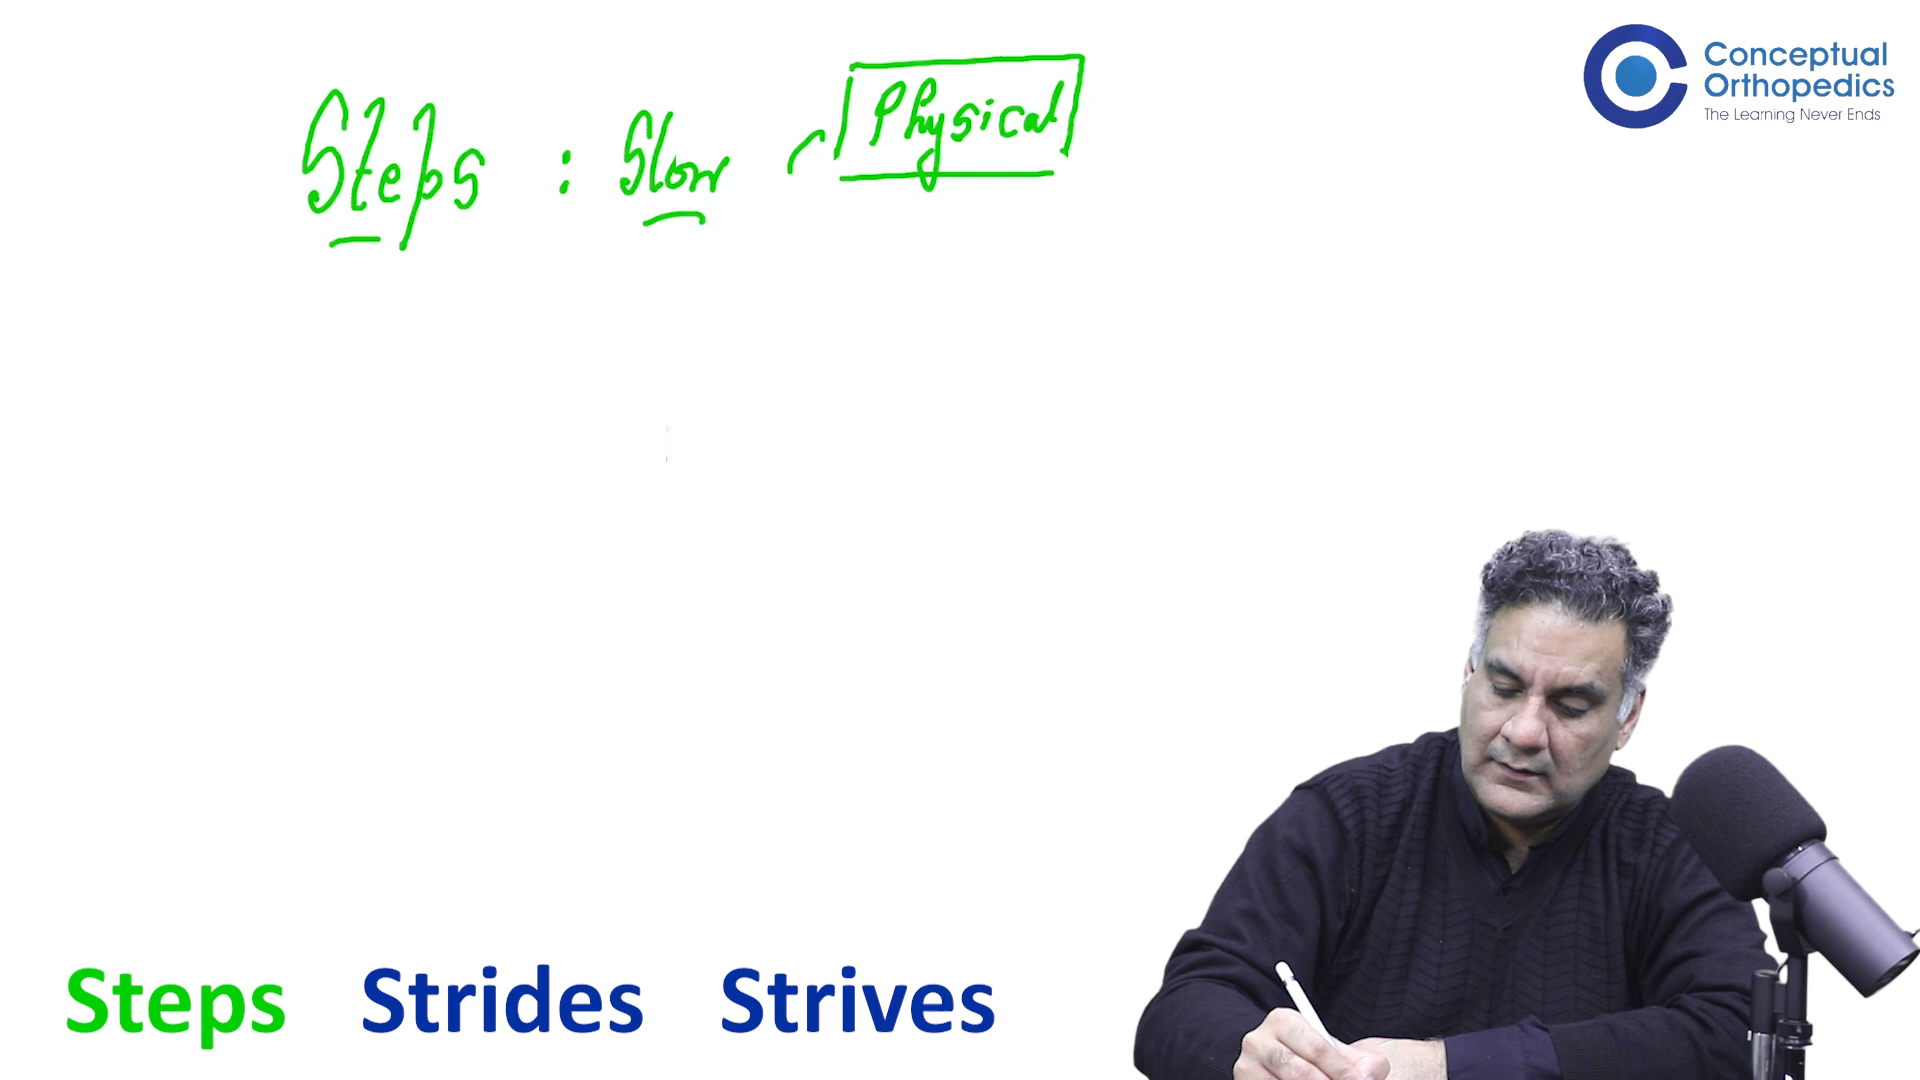 Conceptual
Orthopedics
The Learning Never Ends
Steps : Slow Physical
Steps Strides Strives